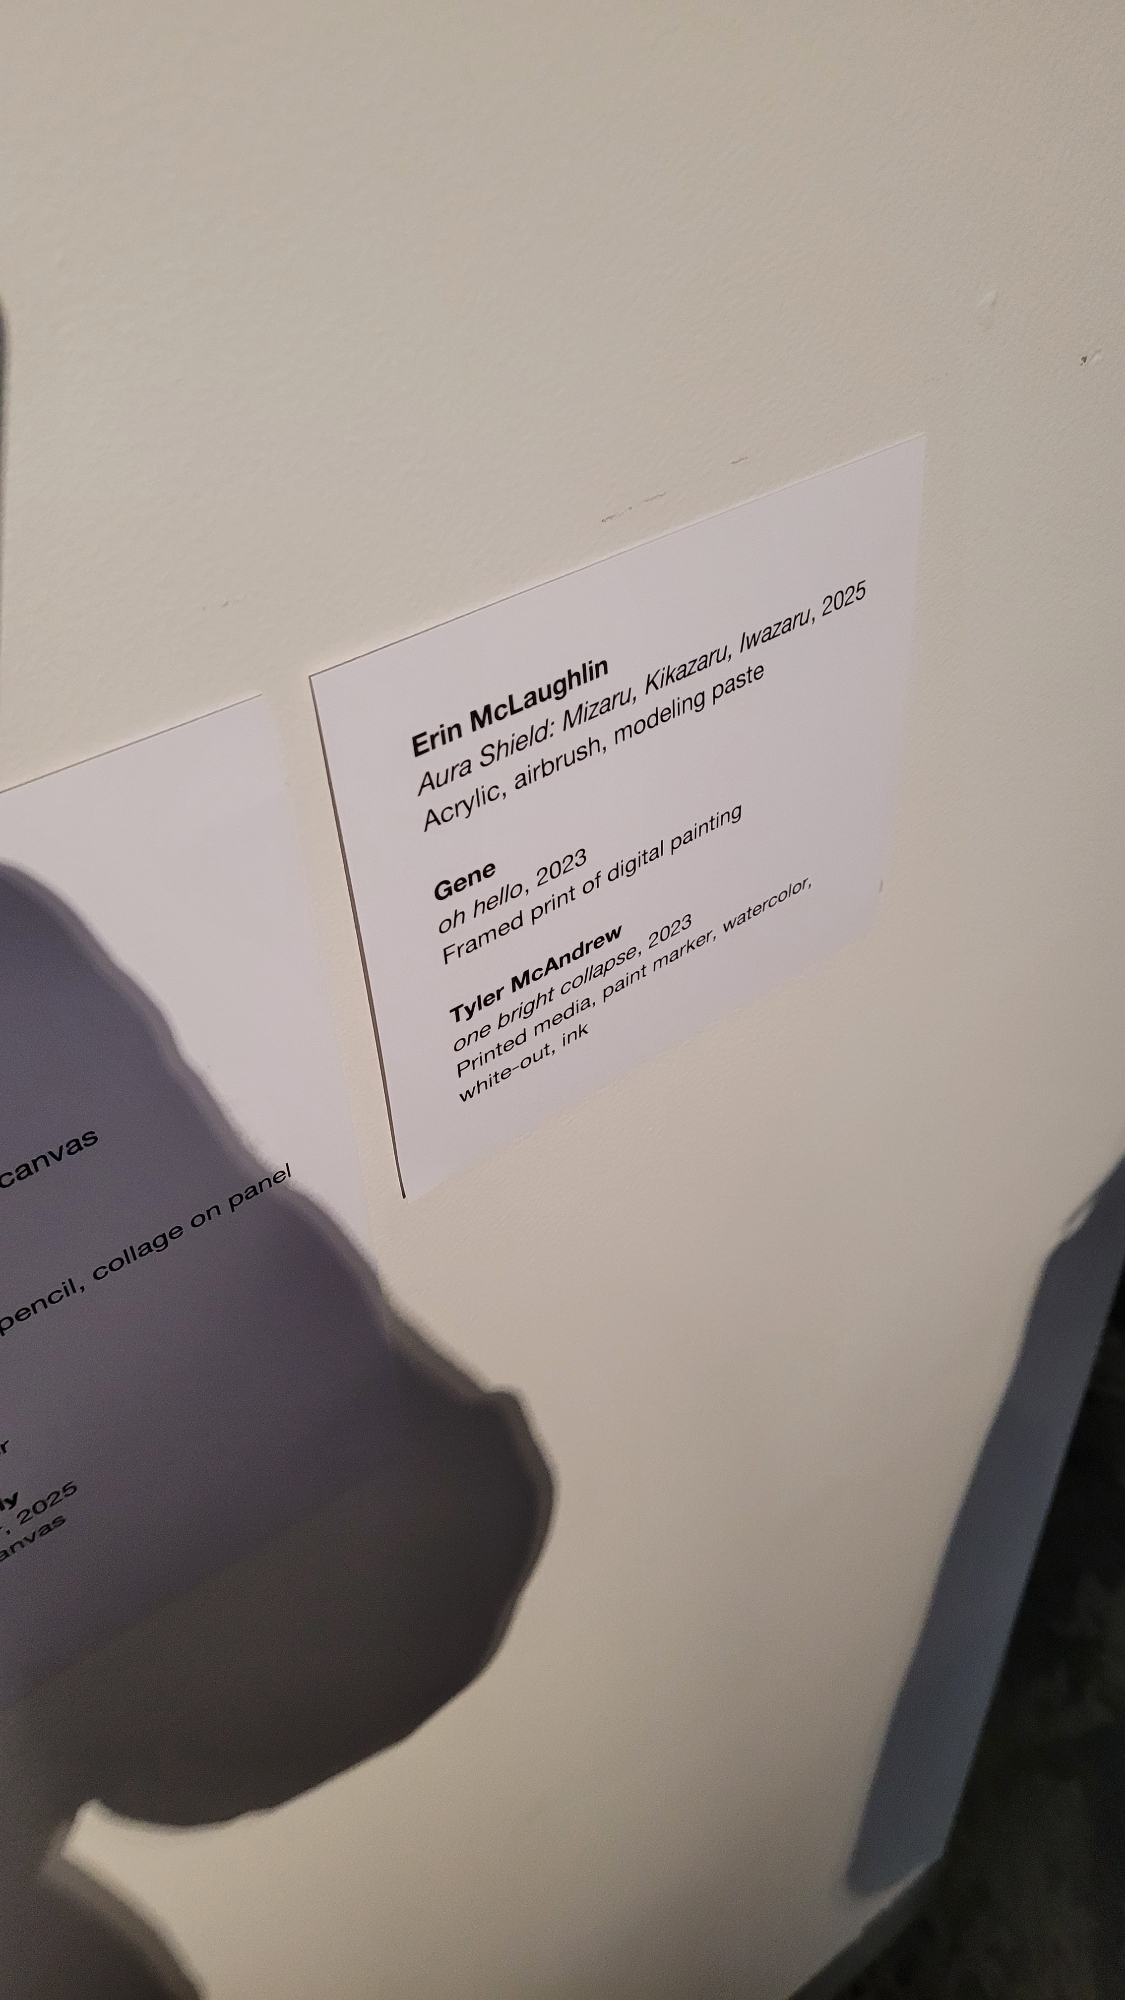 Erin McLaughlin
Aura Shield: Mizaru, Kikazaru, Iwazaru, 2025
Acrylic, airbrush, modeling paste
Gene
oh hello, 2023
Framed print of digital painting
Tyler McAndrew
one bright collapse, 2023
Printed media, paint marker, watercolor,
white-out, ink
canvas
pencil, collage on panel
, 2025